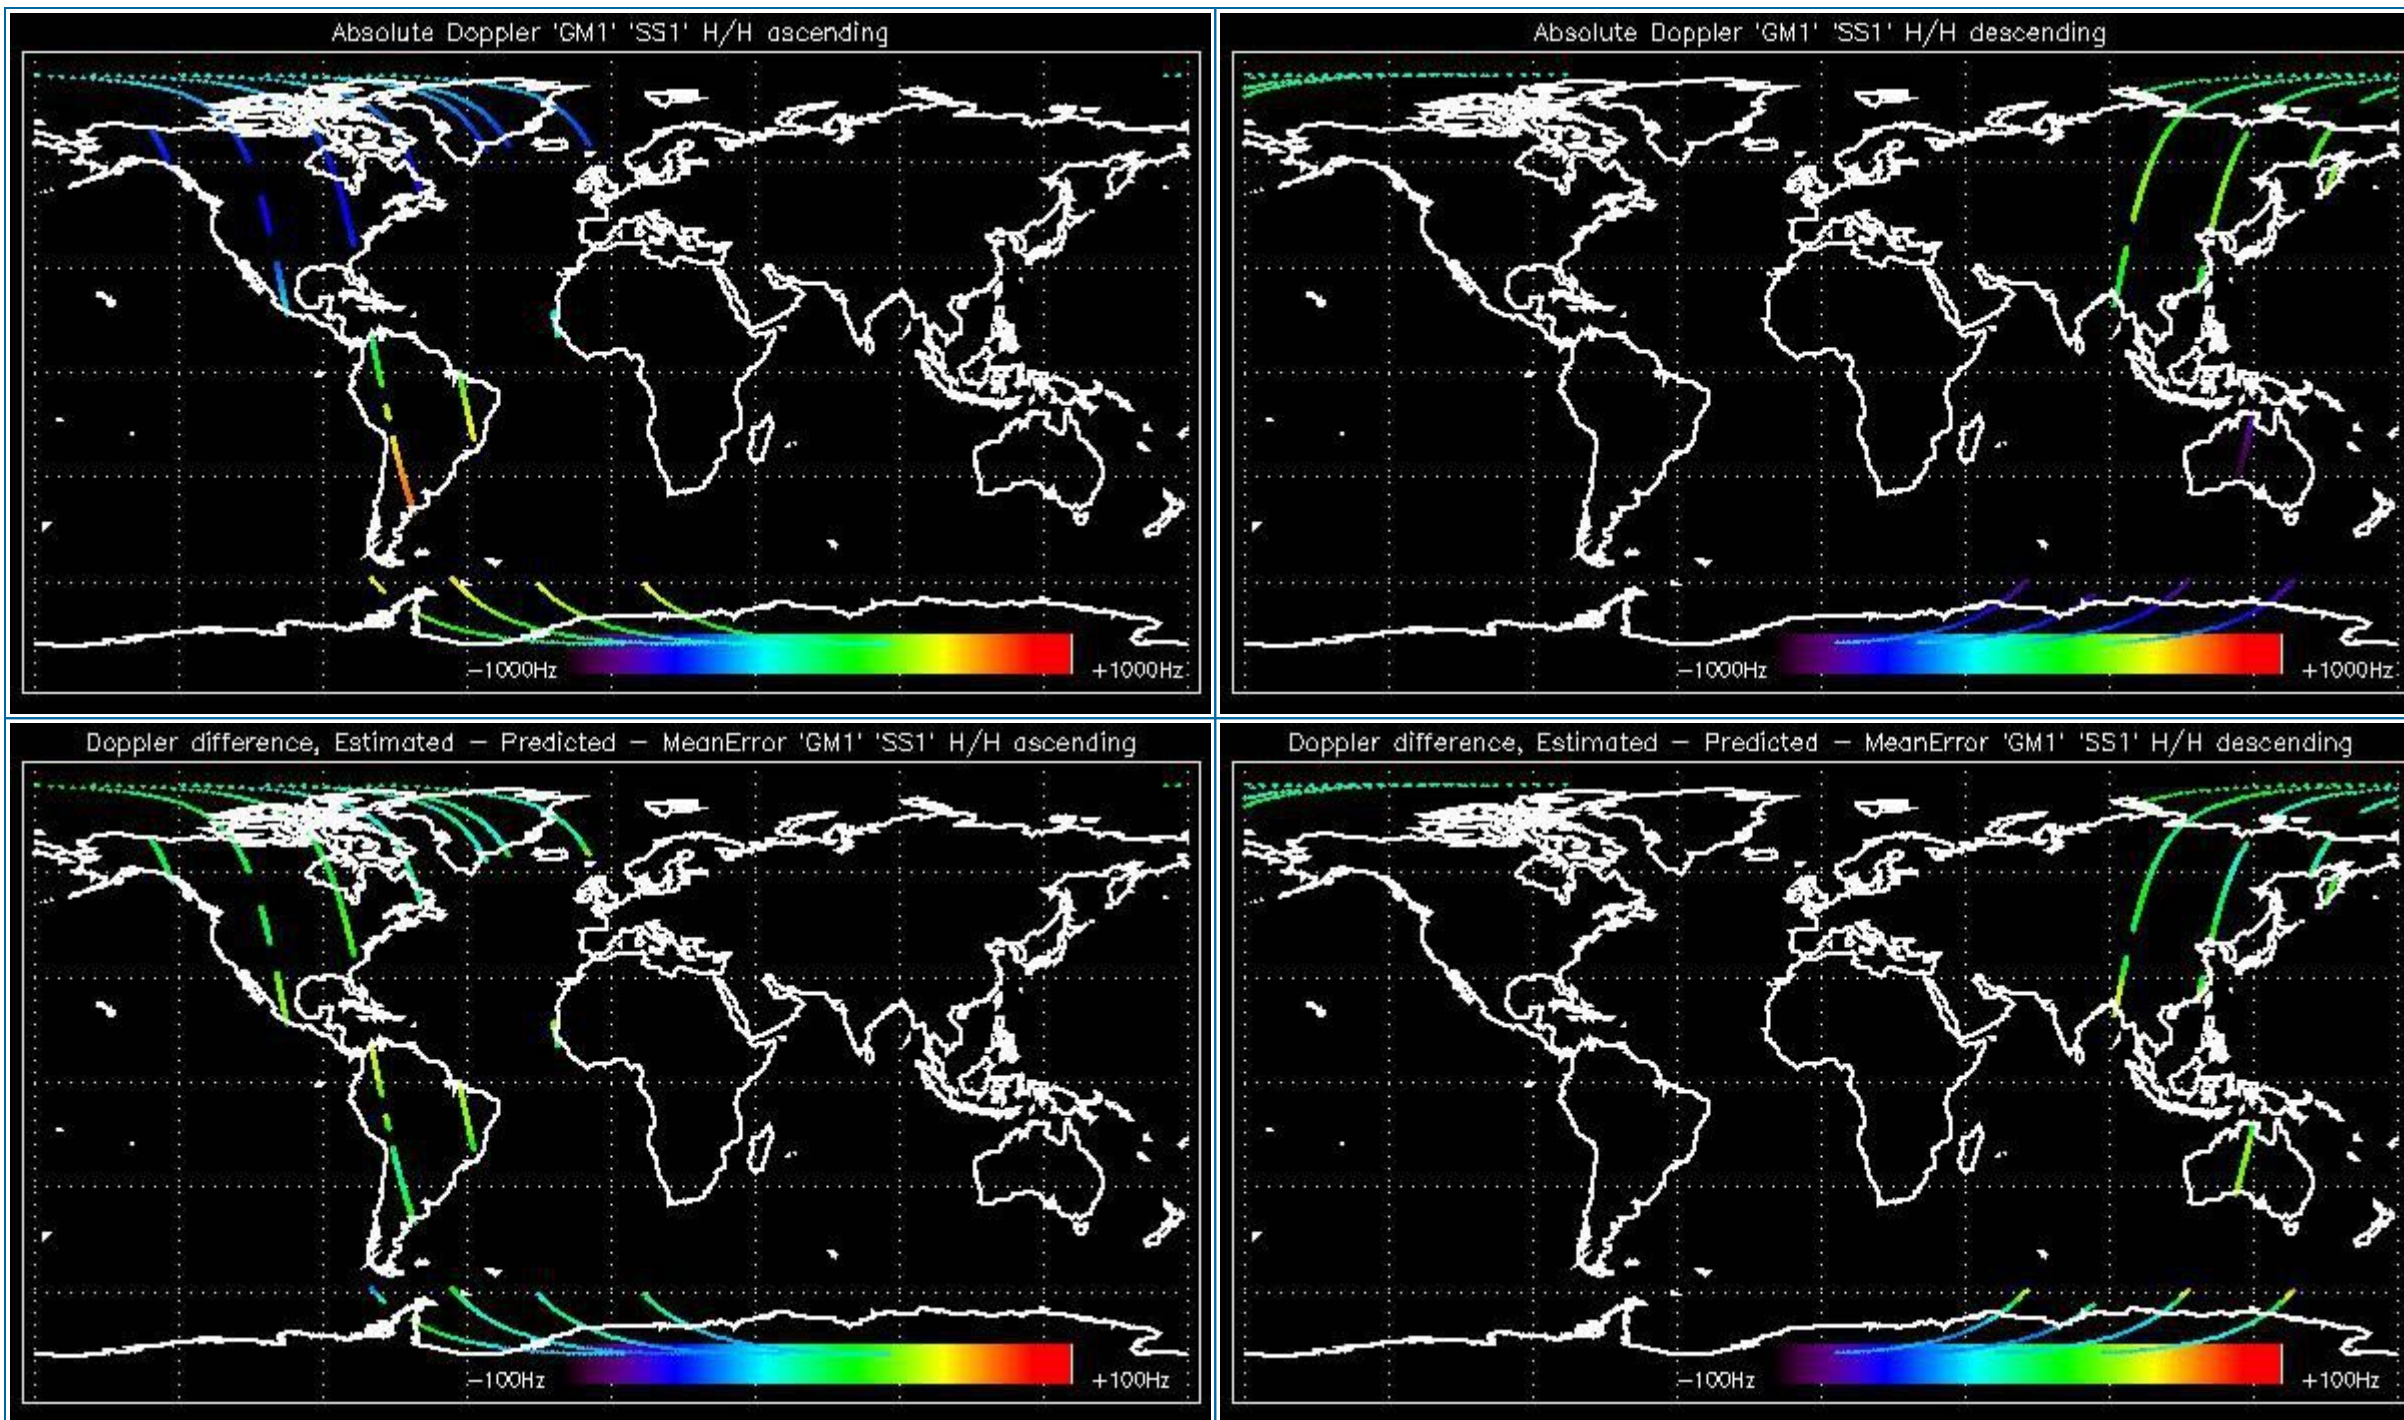 Absolute Doppler 'GM1' 'SS1' H/H ascending
-1000Hz
+1000Hz
Absolute Doppler 'GM1' 'SS1' H/H descending
-1000Hz
+1000Hz
Doppler difference, Estimated - Predicted - MeanError 'GM1' 'SS1' H/H ascending
-100Hz
+100Hz
Doppler difference, Estimated - Predicted - MeanError 'GM1' 'SS1' H/H descending
-100Hz
+100Hz